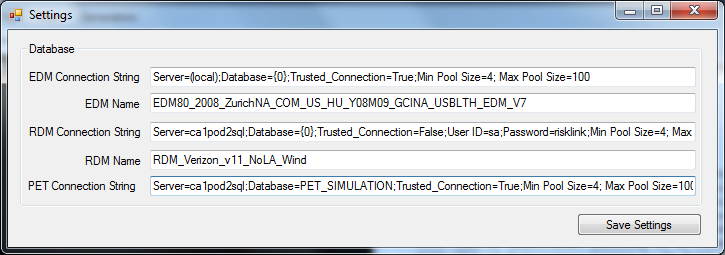 Settings
Database
EDM Connection String Server=(local);Database={0};Trusted_Connection=True;Min Pool Size=4; Max Pool Size=100
EDM Name EDM80_2008_ZurichNA_COM_US_HU_Y08M09_GCINA_USBLTH_EDM_V7
RDM Connection String Server=ca1pod2sql;Database={0};Trusted_Connection=False;User ID=sa;Password=risklink;Min Pool Size=4; Max
RDM Name RDM_Verizon_v11_NoLA_Wind
PET Connection String Server=ca1pod2sql;Database=PET_SIMULATION;Trusted_Connection=True;Min Pool Size=4; Max Pool Size=100
Save Settings